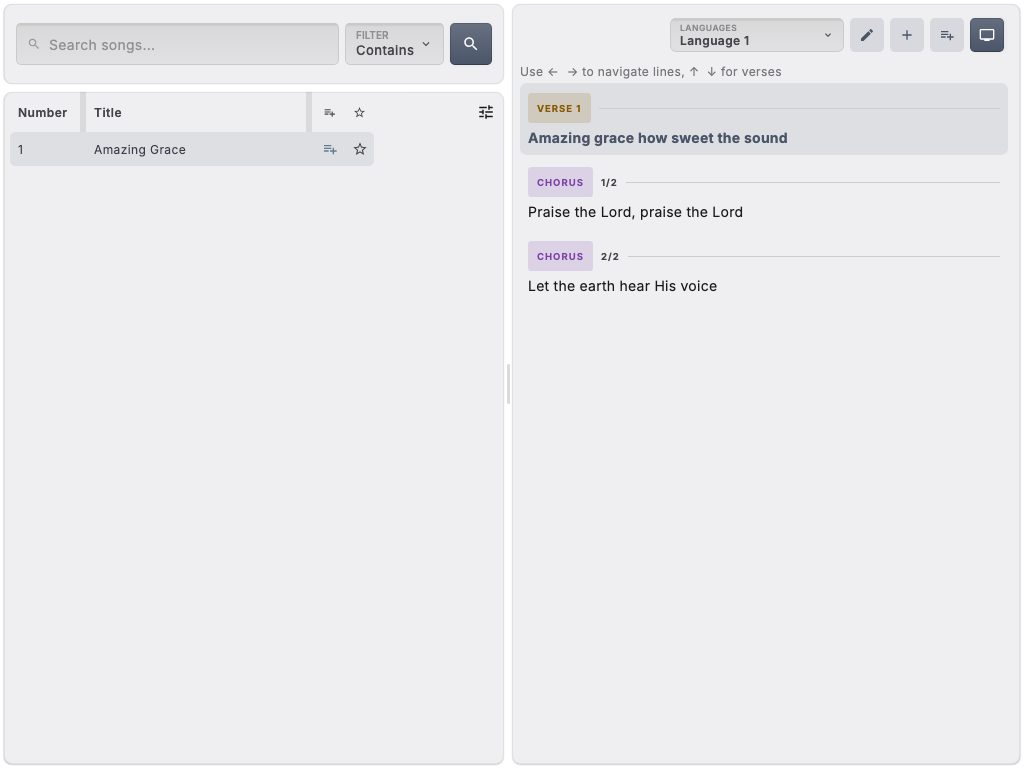 Search songs...
FILTER
Contains
Number Title
1 Amazing Grace
LANGUAGES
Language 1
Use ← → to navigate lines, ↑ ↓ for verses
VERSE 1
Amazing grace how sweet the sound
CHORUS 1/2
Praise the Lord, praise the Lord
CHORUS 2/2
Let the earth hear His voice